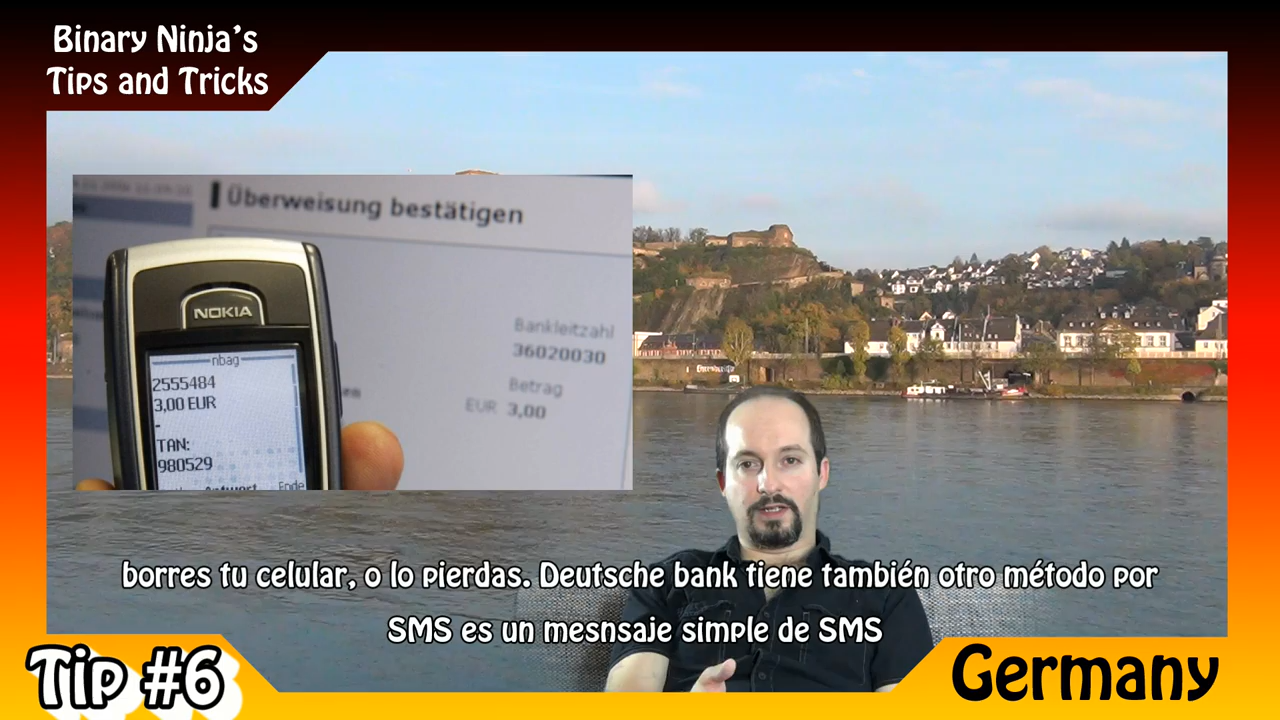 Binary Ninja's
Tips and Tricks
Überweisung bestätigen
Bankleitzahl
36020030
Betrag
EUR 3,00
NOKIA
nbag
2555484
3,00 EUR
-
TAN:
980529
Antwort Ende
borres tu celular, o lo pierdas. Deutsche bank tiene también otro método por
SMS es un mesnsaje simple de SMS
Tip #6
Germany